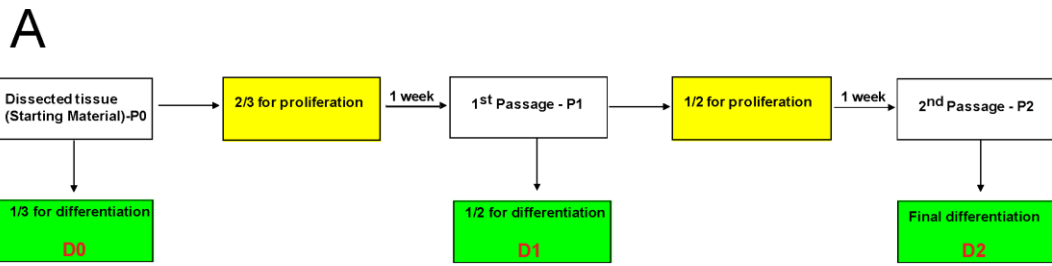 A
Dissected tissue
(Starting Material)-P0
2/3 for proliferation
1 week
1st Passage - P1
1/2 for proliferation
1 week
2nd Passage - P2
1/3 for differentiation
D0
1/2 for differentiation
D1
Final differentiation
D2